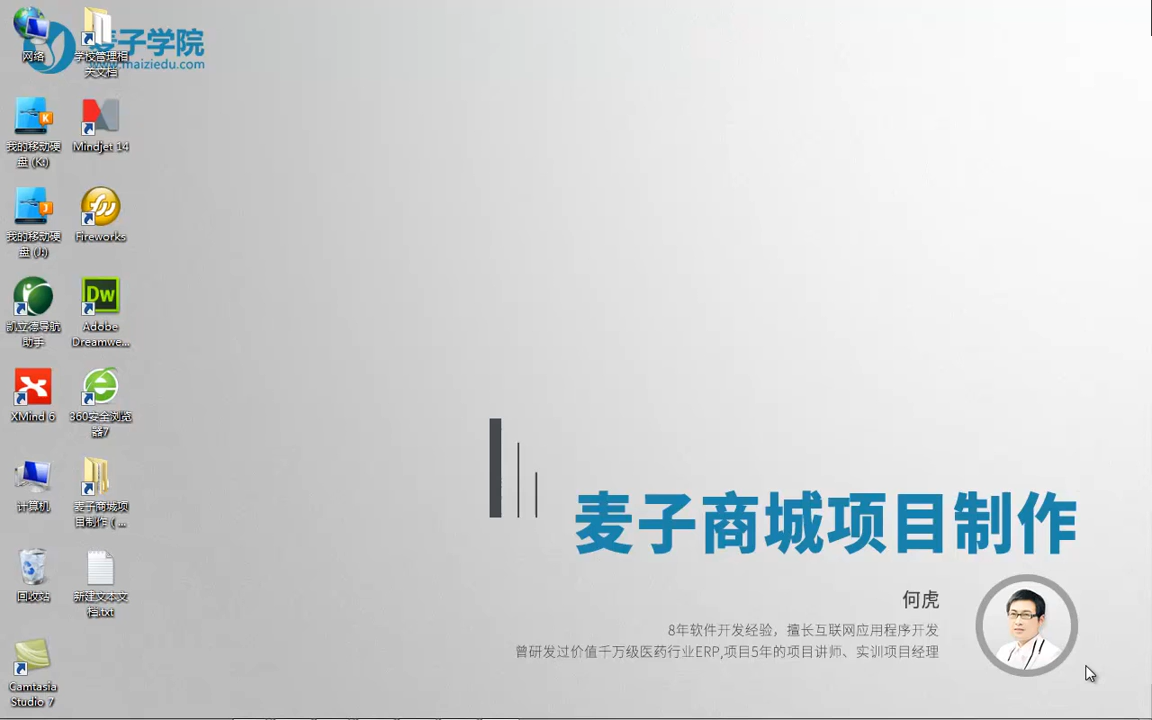 麦子学院
www.maiziedu.com
网络
学校管理相
关文档
我的移动硬
盘 (K:)
Mindjet 14
我的移动硬
盘 (J:)
Fireworks
凯立德导航
助手
Adobe
Dreamwe...
XMind 6
360安全浏览
器7
计算机
麦子商城项
目制作 (...
回收站
新建文本文
档.txt
Camtasia
Studio 7
麦子商城项目制作
何虎
8年软件开发经验，擅长互联网应用程序开发
曾研发过价值千万级医药行业ERP,项目5年的项目讲师、实训项目经理